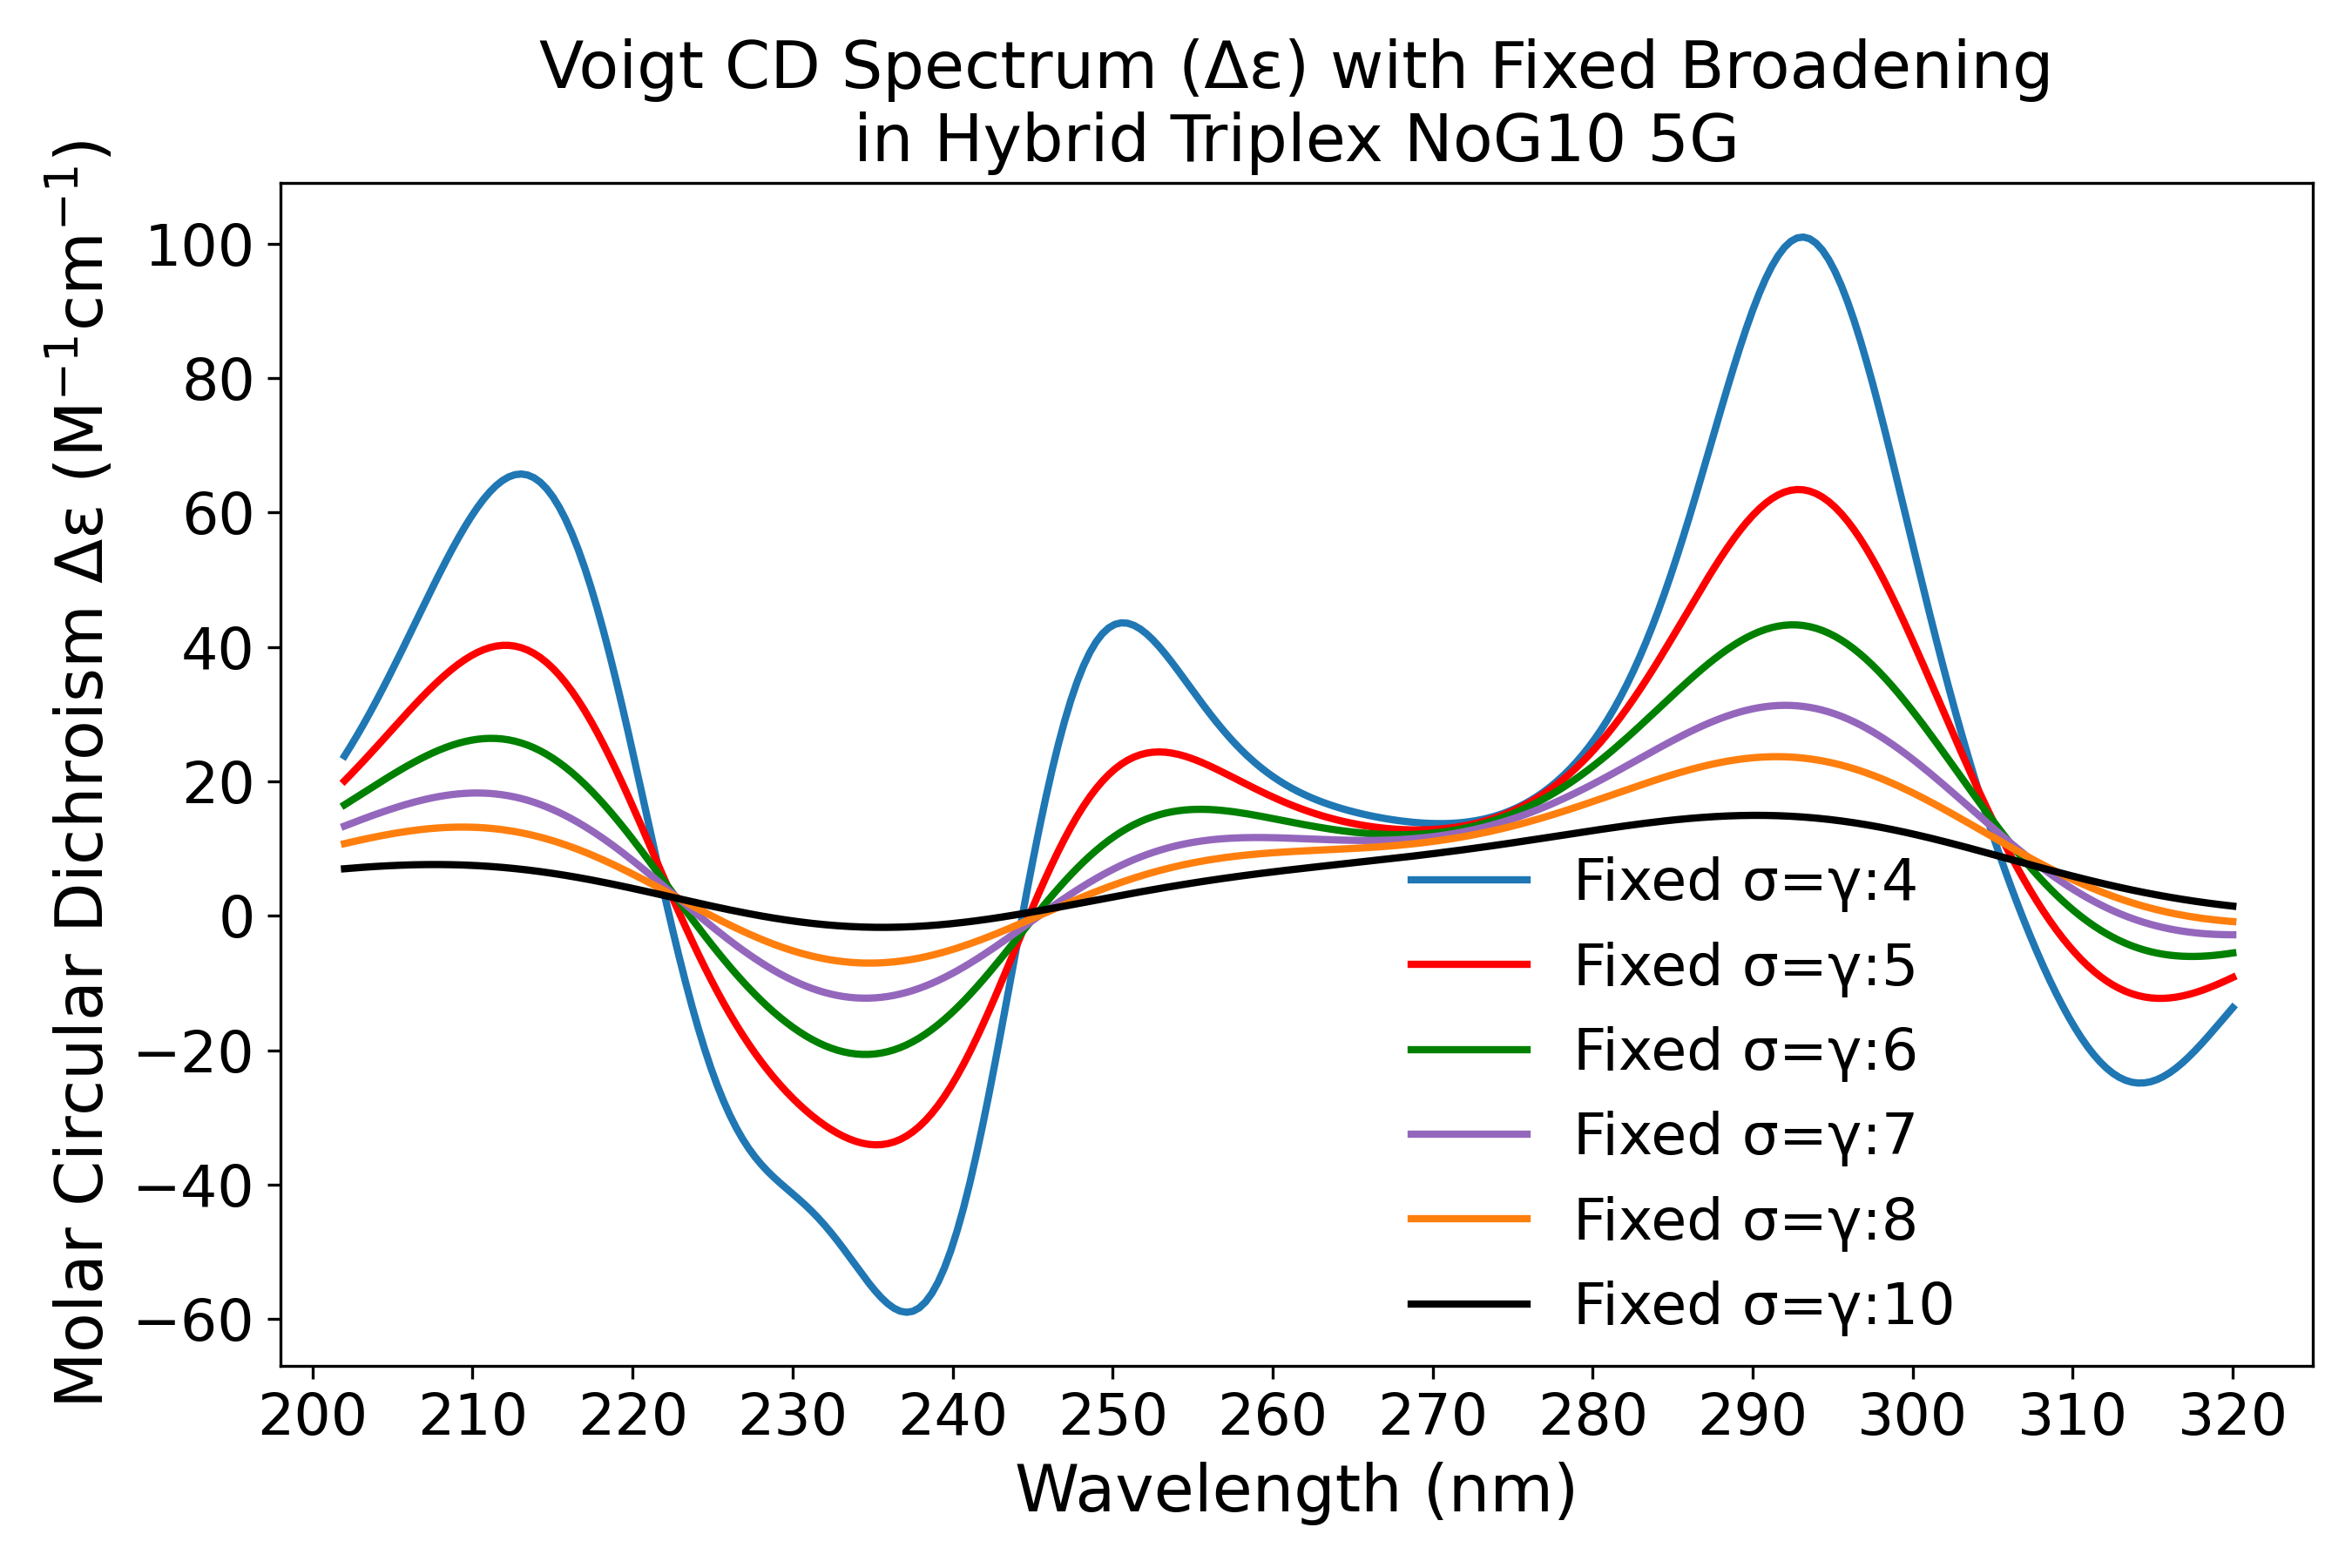 Voigt CD Spectrum (Δε) with Fixed Broadening
in Hybrid Triplex NoG10 5G
Molar Circular Dichroism Δε (M⁻¹cm⁻¹)
100
80
60
40
20
0
−20
−40
−60
Fixed σ=γ:4
Fixed σ=γ:5
Fixed σ=γ:6
Fixed σ=γ:7
Fixed σ=γ:8
Fixed σ=γ:10
200 210 220 230 240 250 260 270 280 290 300 310 320
Wavelength (nm)